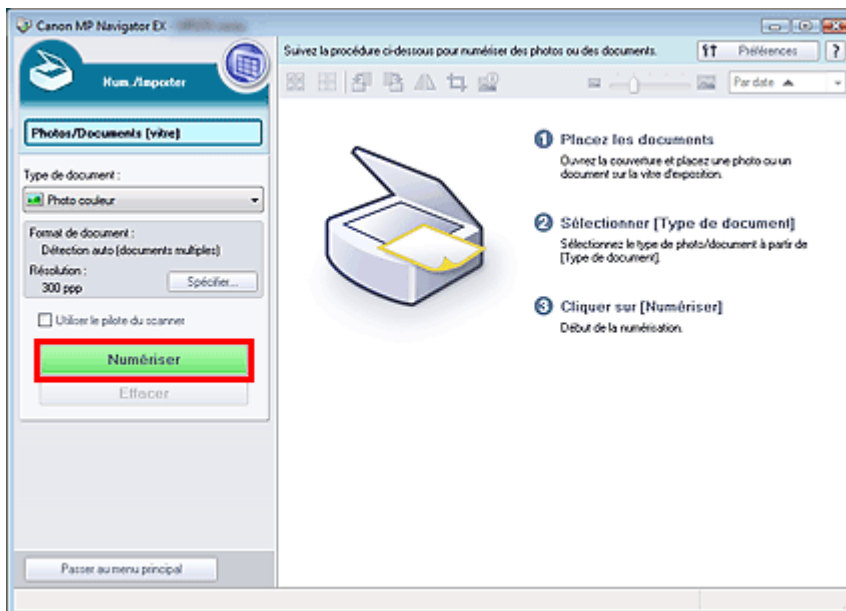 Canon MP Navigator EX -
Suivez la procédure ci-dessous pour numériser des photos ou des documents.
Préférences
?
Num./Importer
Par date
Photos/Documents (vitre)
Type de document :
Photo couleur
Format de document :
Détection auto (documents multiples)
Résolution :
300 ppp
Spécifier...
Utiliser le pilote du scanner
Numériser
Effacer
Passer au menu principal
1 Placez les documents
Ouvrez la couverture et placez une photo ou un
document sur la vitre d'exposition.
2 Sélectionner [Type de document]
Sélectionnez le type de photo/document à partir de
[Type de document].
3 Cliquer sur [Numériser]
Début de la numérisation.